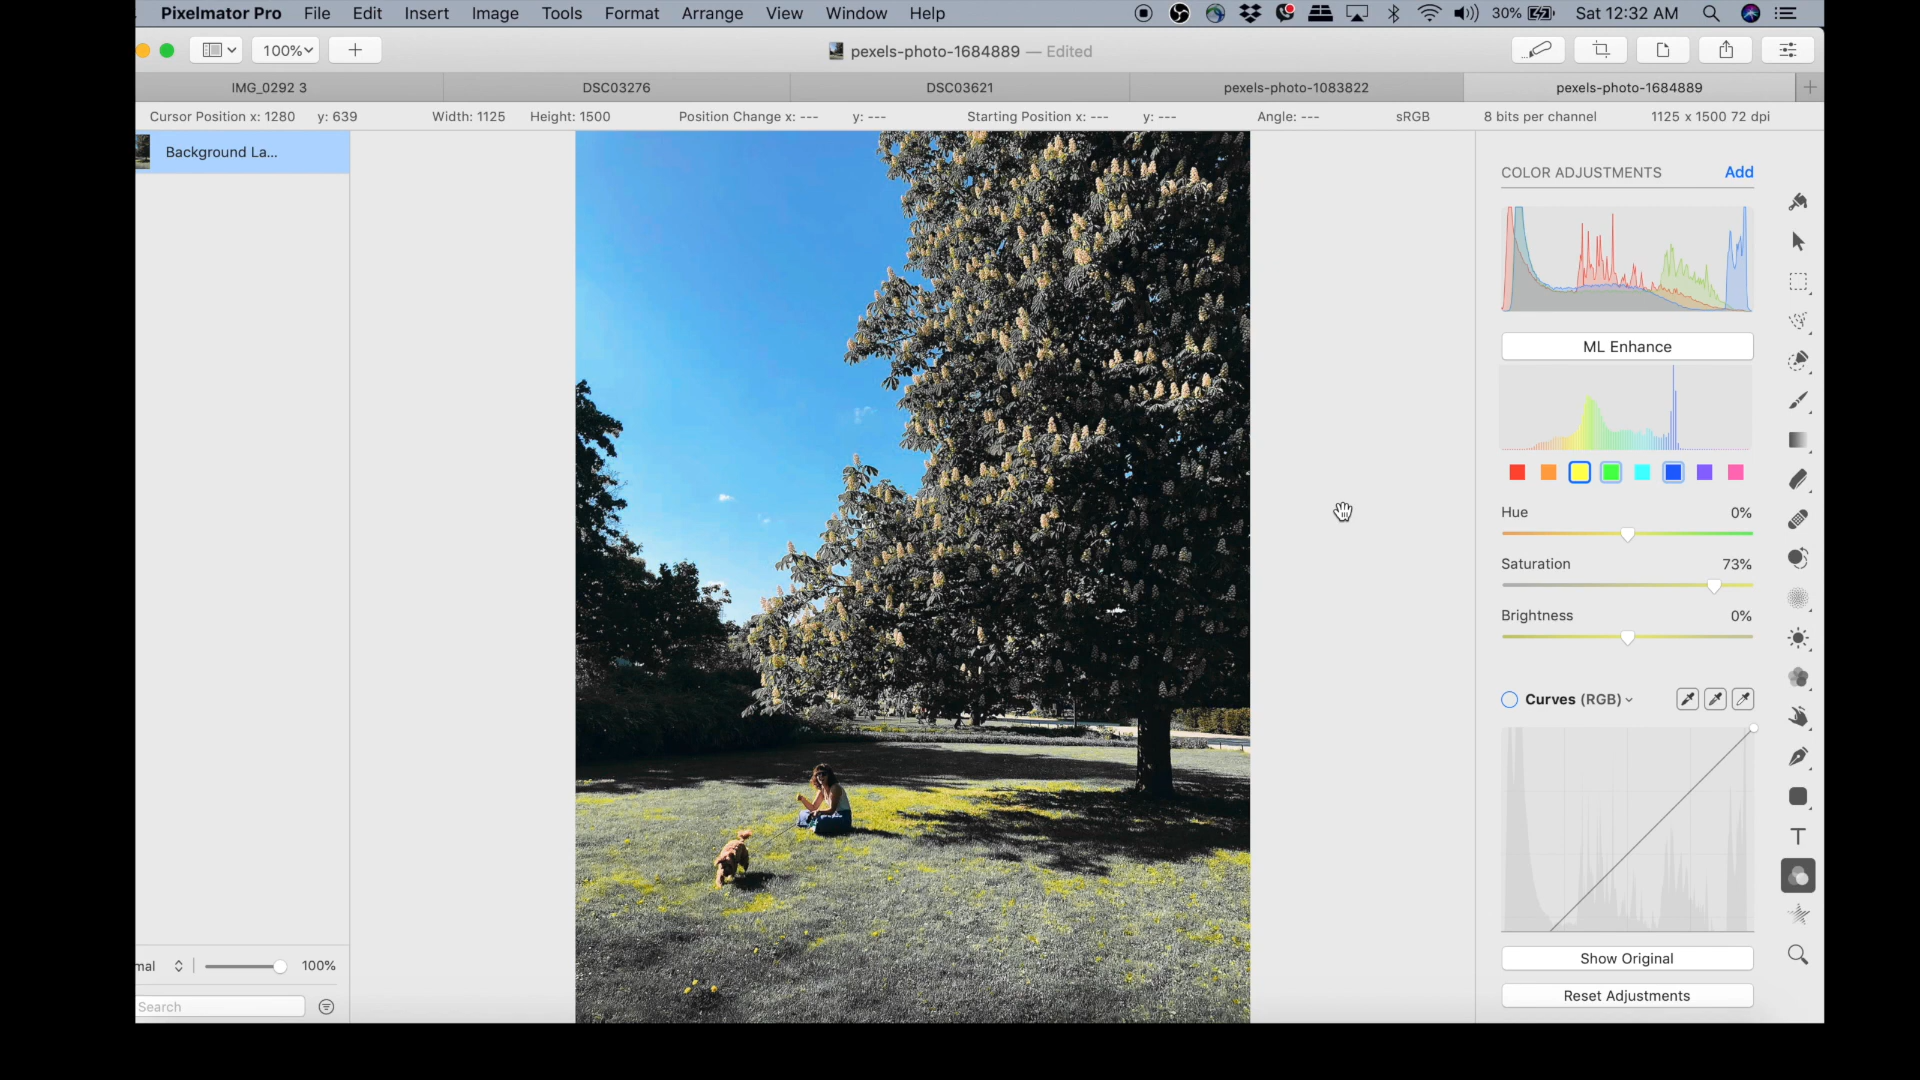 Pixelmator Pro File Edit Insert Image Tools Format Arrange View Window Help 30% Sat 12:32 AM
100% pexels-photo-1684889 — Edited
IMG_0292 3 DSC03276 DSC03621 pexels-photo-1083822 pexels-photo-1684889
Cursor Position x: 1280 y: 639 Width: 1125 Height: 1500 Position Change x: --- y: --- Starting Position x: --- y: --- Angle: --- sRGB 8 bits per channel 1125 x 1500 72 dpi
Background La...
COLOR ADJUSTMENTS Add
ML Enhance
Hue 0%
Saturation 73%
Brightness 0%
Curves (RGB)
Show Original
Reset Adjustments
mal 100%
Search